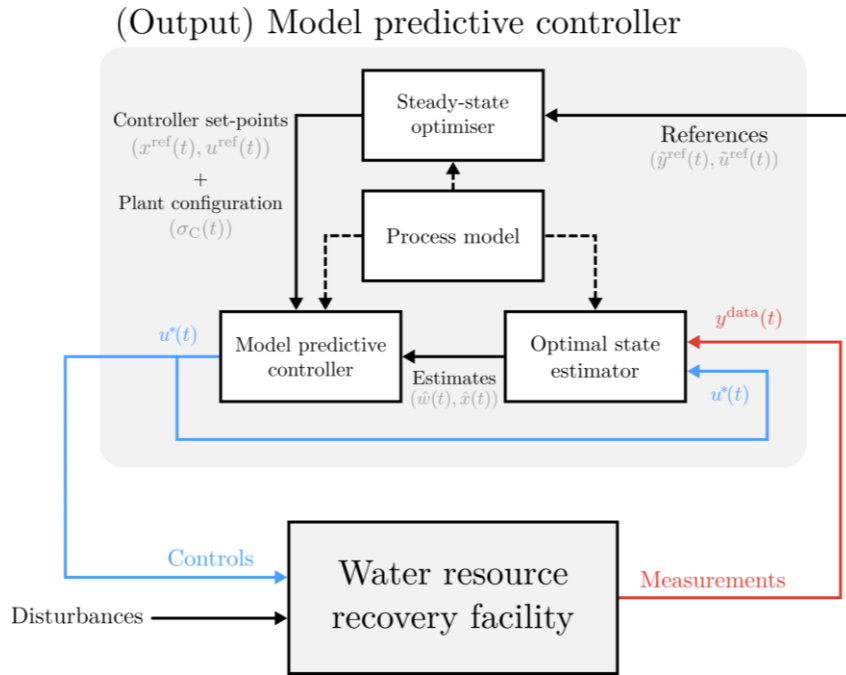 (Output) Model predictive controller
Steady-state
optimiser
Controller set-points
(x^ref(t), u^ref(t))
+
Plant configuration
(σ_C(t))
References
(ỹ^ref(t), ũ^ref(t))
Process model
u*(t)
Model predictive
controller
Estimates
(ŵ(t), x̂(t))
Optimal state
estimator
y^data(t)
u*(t)
Controls
Water resource
recovery facility
Measurements
Disturbances